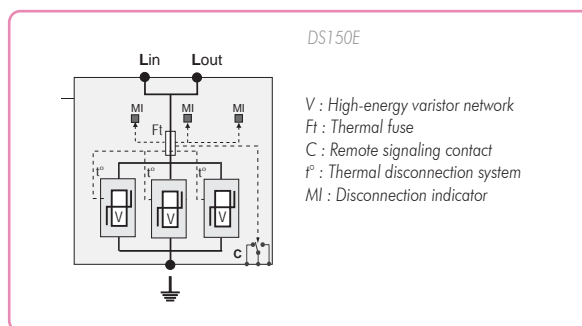 DS150E
Lin Lout
MI MI MI
Ft
t° t° t°
V V V
C
V : High-energy varistor network
Ft : Thermal fuse
C : Remote signaling contact
t° : Thermal disconnection system
MI : Disconnection indicator